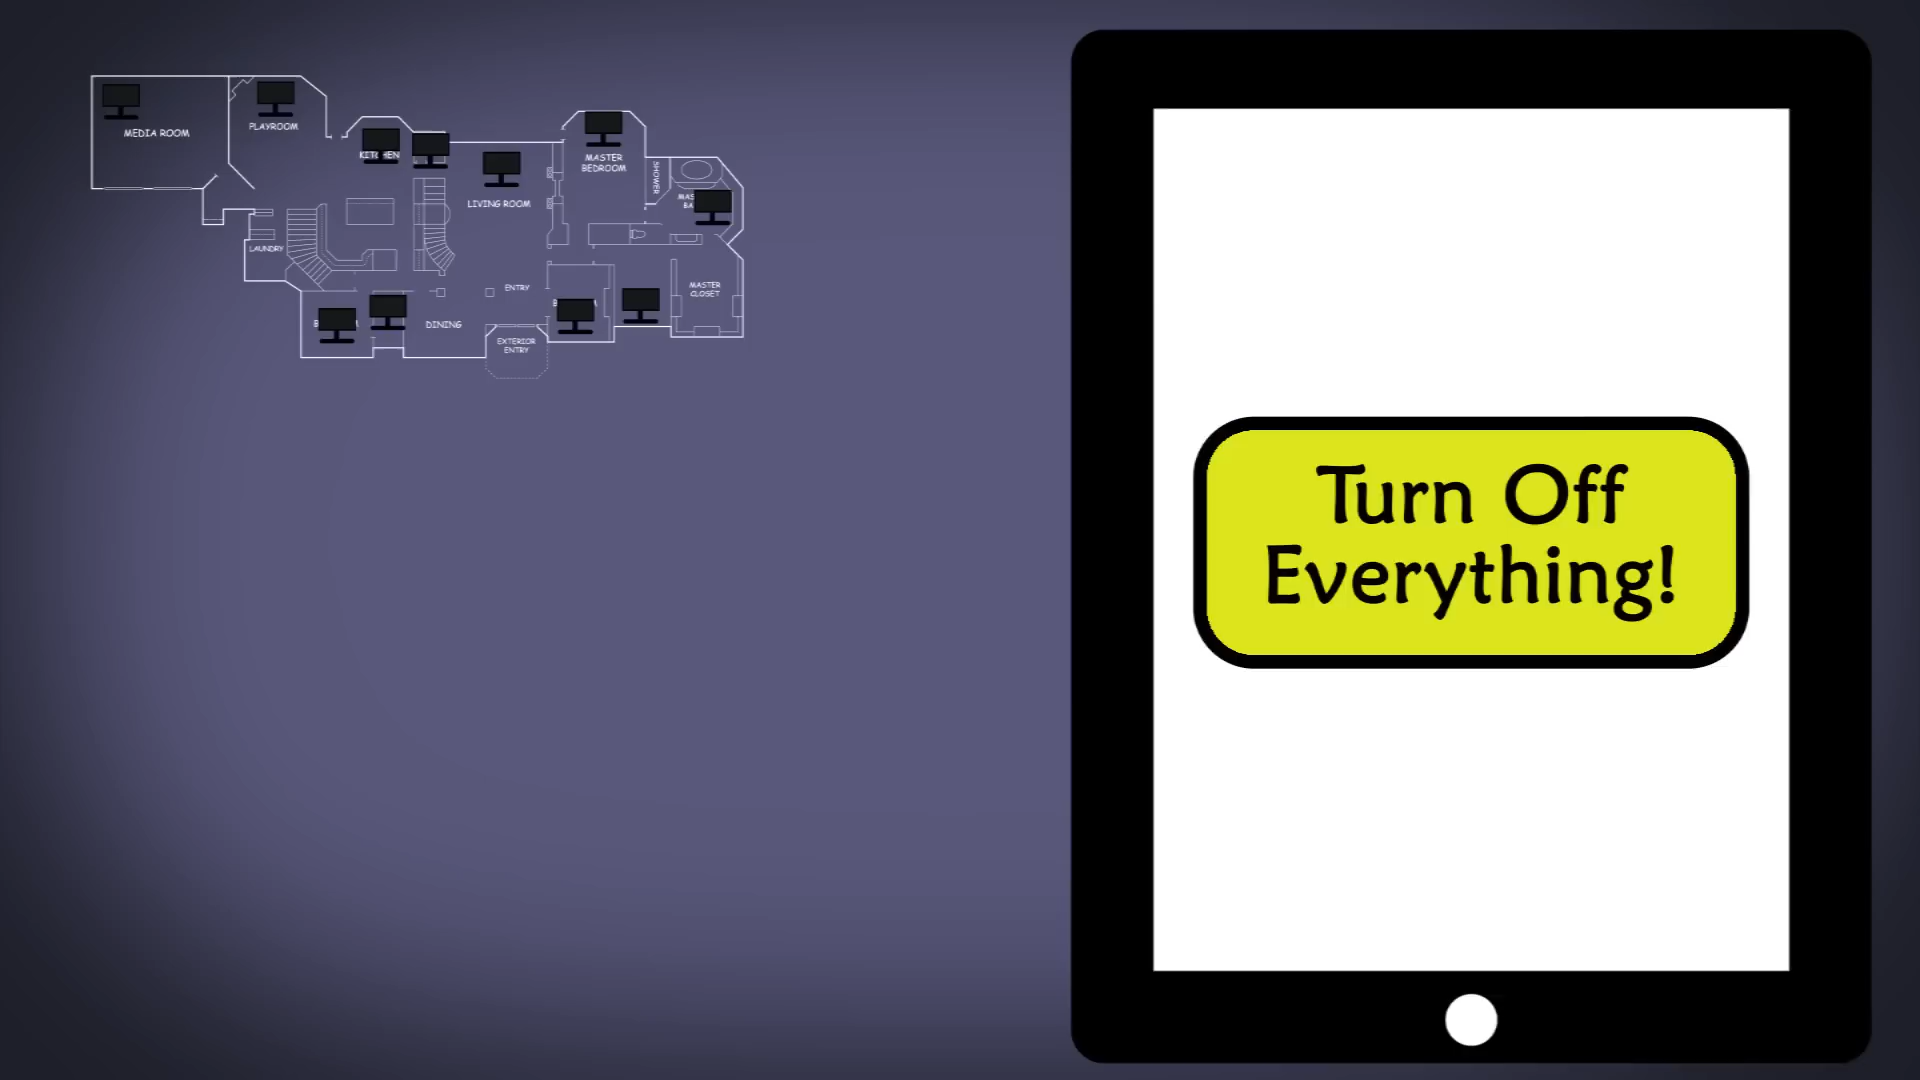 MEDIA ROOM
PLAYROOM
LIVING ROOM
MASTER
BEDROOM
SHOWER
LAUNDRY
ENTRY
MASTER
CLOSET
DINING
EXTERIOR
ENTRY
Turn Off
Everything!